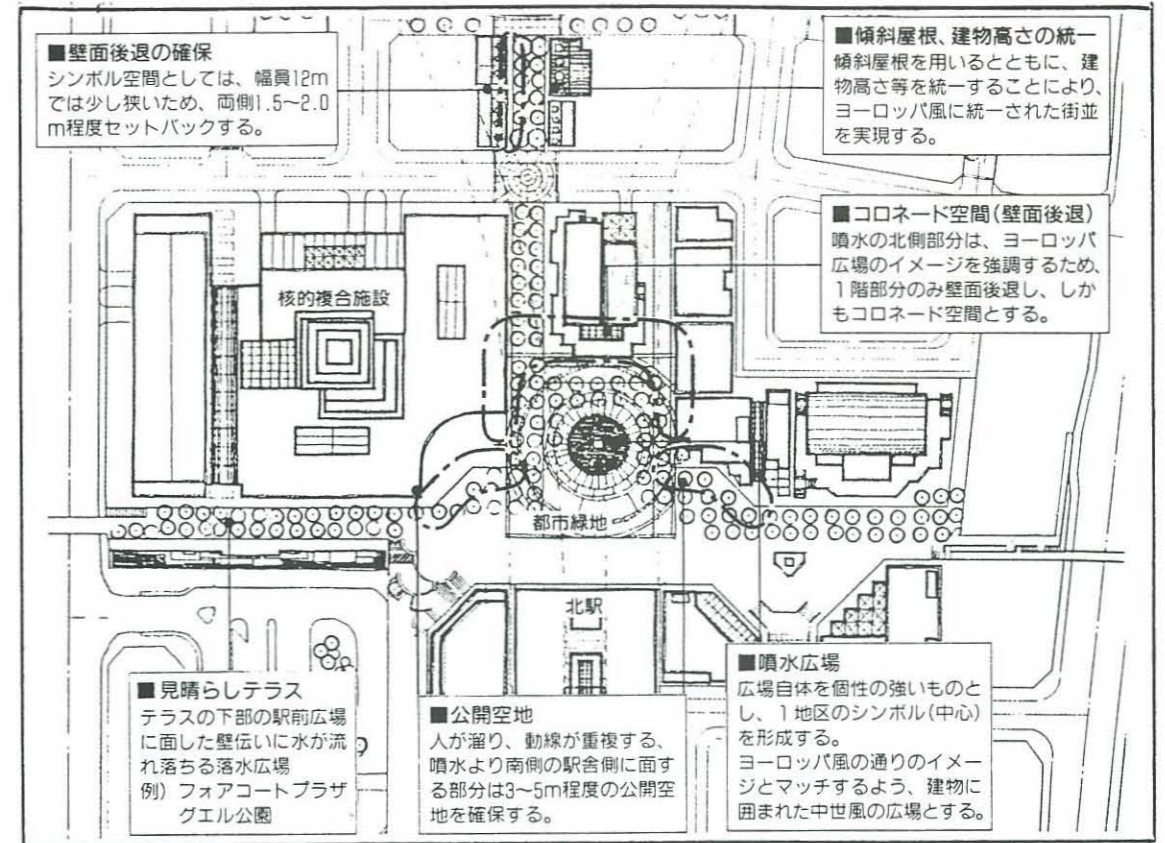 ■壁面後退の確保
シンボル空間としては、幅員12m
では少し狭いため、両側1.5～2.0
m程度セットバックする。
■傾斜屋根、建物高さの統一
傾斜屋根を用いるとともに、建
物高さ等を統一することにより、
ヨーロッパ風に統一された街並
を実現する。
■コロネード空間(壁面後退)
噴水の北側部分は、ヨーロッパ
広場のイメージを強調するため、
1階部分のみ壁面後退し、しか
もコロネード空間とする。
核的複合施設
都市緑地
北駅
■見晴らしテラス
テラスの下部の駅前広場
に面した壁伝いに水が流
れ落ちる落水広場
例) フォアコートプラザ
グエル公園
■公開空地
人が溜り、動線が重複する、
噴水より南側の駅舎側に面す
る部分は3～5m程度の公開空
地を確保する。
■噴水広場
広場自体を個性の強いものと
し、1地区のシンボル(中心)
を形成する。
ヨーロッパ風の通りのイメー
ジとマッチするよう、建物に
囲まれた中世風の広場とする。